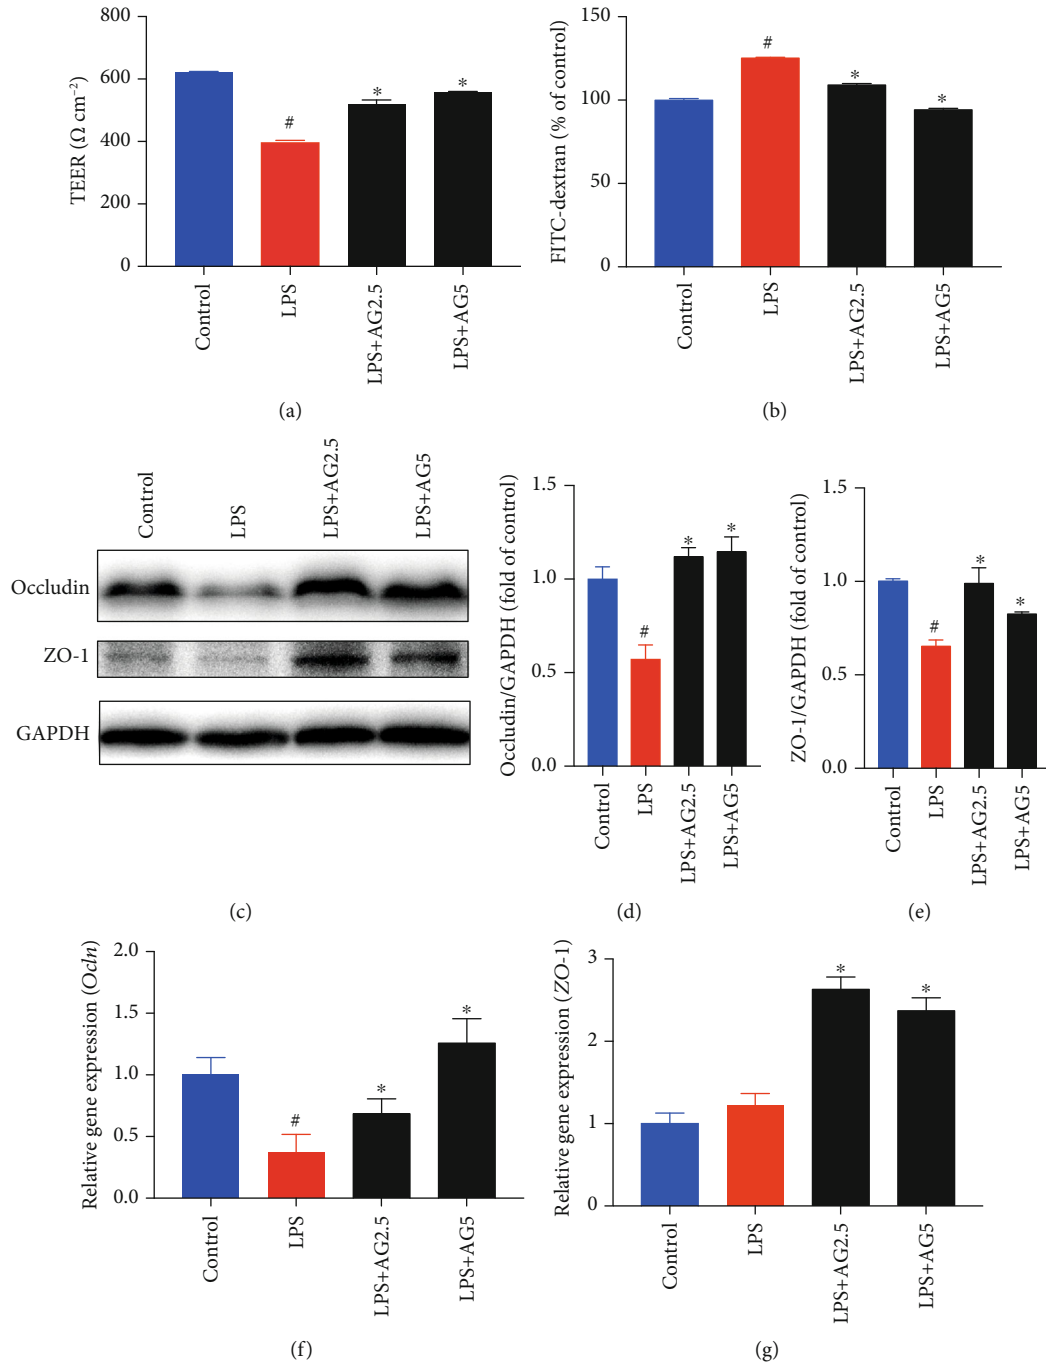 800
600
400
200
0
TEER (Ω cm⁻²)
#
*
*
Control
LPS
LPS+AG2.5
LPS+AG5
(a)
150
100
50
0
FITC-dextran (% of control)
#
*
*
Control
LPS
LPS+AG2.5
LPS+AG5
(b)
Control
LPS
LPS+AG2.5
LPS+AG5
Occludin
ZO-1
GAPDH
(c)
1.5
1.0
0.5
0.0
Occludin/GAPDH (fold of control)
#
*
*
Control
LPS
LPS+AG2.5
LPS+AG5
(d)
1.5
1.0
0.5
0.0
ZO-1/GAPDH (fold of control)
#
*
*
Control
LPS
LPS+AG2.5
LPS+AG5
(e)
2.0
1.5
1.0
0.5
0.0
Relative gene expression (Ocln)
#
*
*
Control
LPS
LPS+AG2.5
LPS+AG5
(f)
3
2
1
0
Relative gene expression (ZO-1)
*
*
Control
LPS
LPS+AG2.5
LPS+AG5
(g)